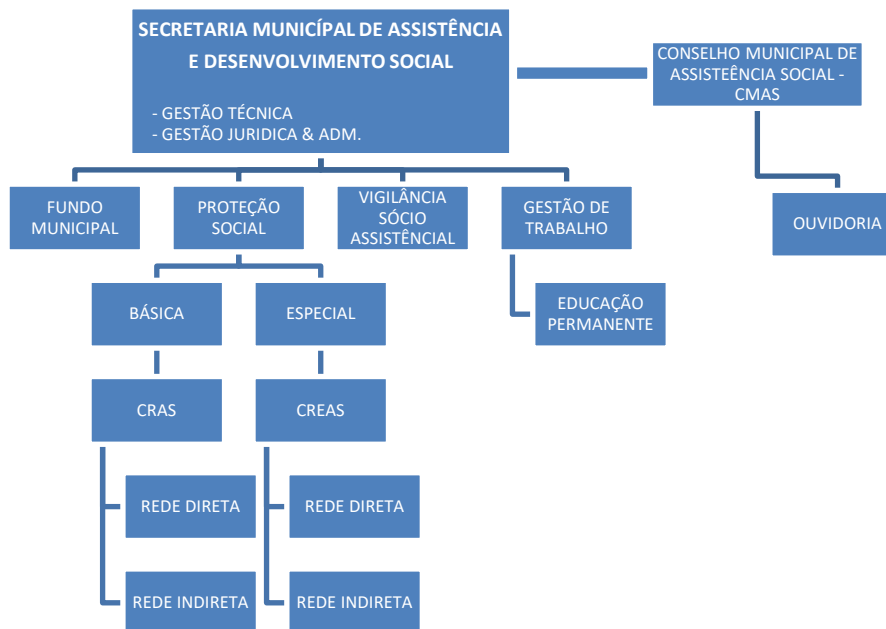 SECRETARIA MUNICÍPAL DE ASSISTÊNCIA
E DESENVOLVIMENTO SOCIAL
- GESTÃO TÉCNICA
- GESTÃO JURIDICA & ADM.
CONSELHO MUNICIPAL DE
ASSISTEÊNCIA SOCIAL -
CMAS
FUNDO
MUNICIPAL
PROTEÇÃO
SOCIAL
VIGILÂNCIA
SÓCIO
ASSISTÊNCIAL
GESTÃO DE
TRABALHO
OUVIDORIA
BÁSICA
ESPECIAL
EDUCAÇÃO
PERMANENTE
CRAS
CREAS
REDE DIRETA
REDE DIRETA
REDE INDIRETA
REDE INDIRETA